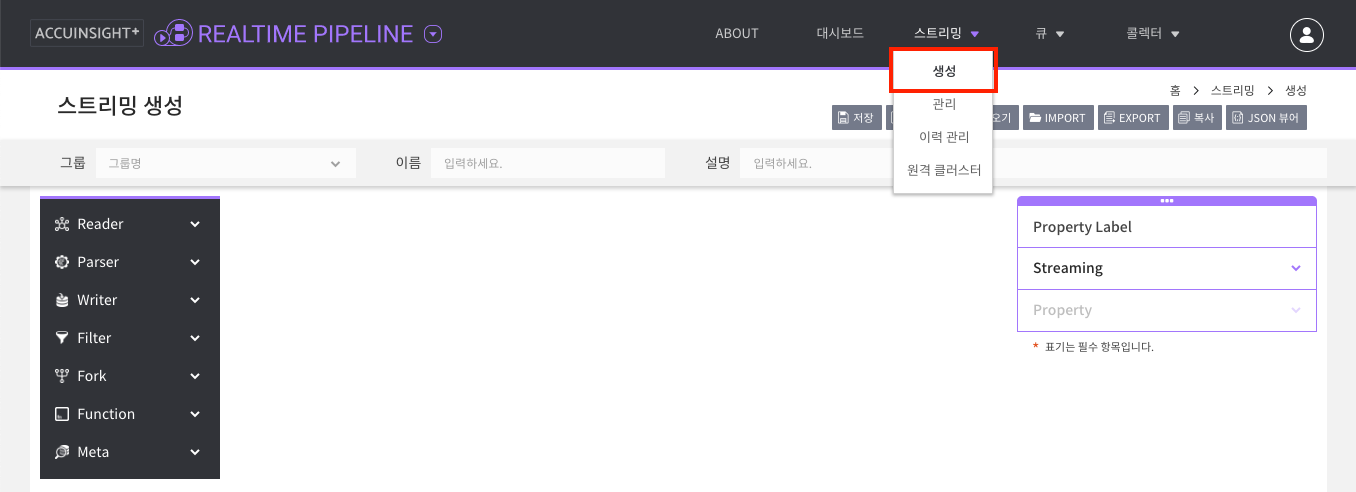 ACCUINSIGHT+ REALTIME PIPELINE ABOUT 대시보드 스트리밍 큐 콜렉터
생성
관리
이력 관리
원격 클러스터
스트리밍 생성
홈 > 스트리밍 > 생성
저장 오기 IMPORT EXPORT 복사 JSON 뷰어
그룹 그룹명 이름 입력하세요. 설명 입력하세요.
Reader
Parser
Writer
Filter
Fork
Function
Meta
Property Label
Streaming
Property
* 표기는 필수 항목입니다.